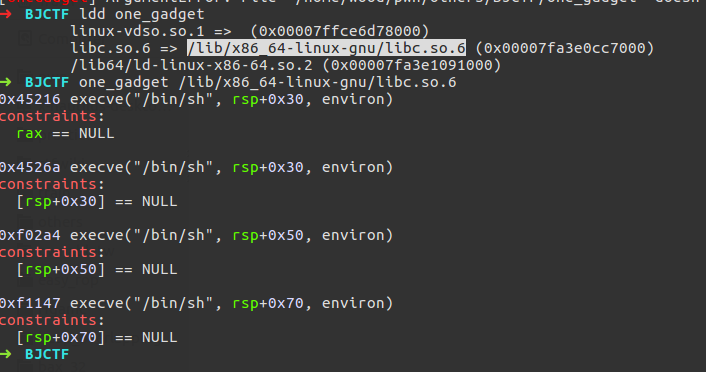 ➜ BJCTF ldd one_gadget
linux-vdso.so.1 => (0x00007ffce6d78000)
libc.so.6 => /lib/x86_64-linux-gnu/libc.so.6 (0x00007fa3e0cc7000)
/lib64/ld-linux-x86-64.so.2 (0x00007fa3e1091000)
➜ BJCTF one_gadget /lib/x86_64-linux-gnu/libc.so.6
0x45216 execve("/bin/sh", rsp+0x30, environ)
constraints:
rax == NULL
0x4526a execve("/bin/sh", rsp+0x30, environ)
constraints:
[rsp+0x30] == NULL
0xf02a4 execve("/bin/sh", rsp+0x50, environ)
constraints:
[rsp+0x50] == NULL
0xf1147 execve("/bin/sh", rsp+0x70, environ)
constraints:
[rsp+0x70] == NULL
➜ BJCTF